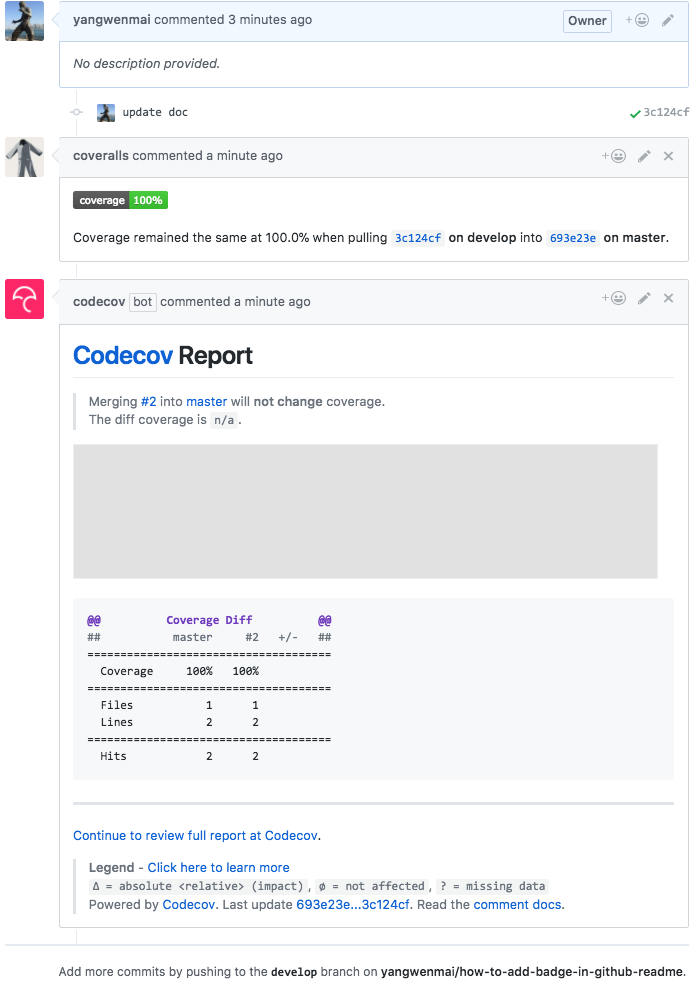 yangwenmai commented 3 minutes ago Owner
No description provided.
update doc 3c124cf
coveralls commented a minute ago
coverage 100%
Coverage remained the same at 100.0% when pulling 3c124cf on develop into 693e23e on master.
codecov bot commented a minute ago
Codecov Report
Merging #2 into master will not change coverage.
The diff coverage is n/a.
@@ Coverage Diff @@
## master #2 +/- ##
=====================================
Coverage 100% 100%
=====================================
Files 1 1
Lines 2 2
=====================================
Hits 2 2
Continue to review full report at Codecov.
Legend - Click here to learn more
Δ = absolute <relative> (impact), ø = not affected, ? = missing data
Powered by Codecov. Last update 693e23e...3c124cf. Read the comment docs.
Add more commits by pushing to the develop branch on yangwenmai/how-to-add-badge-in-github-readme.